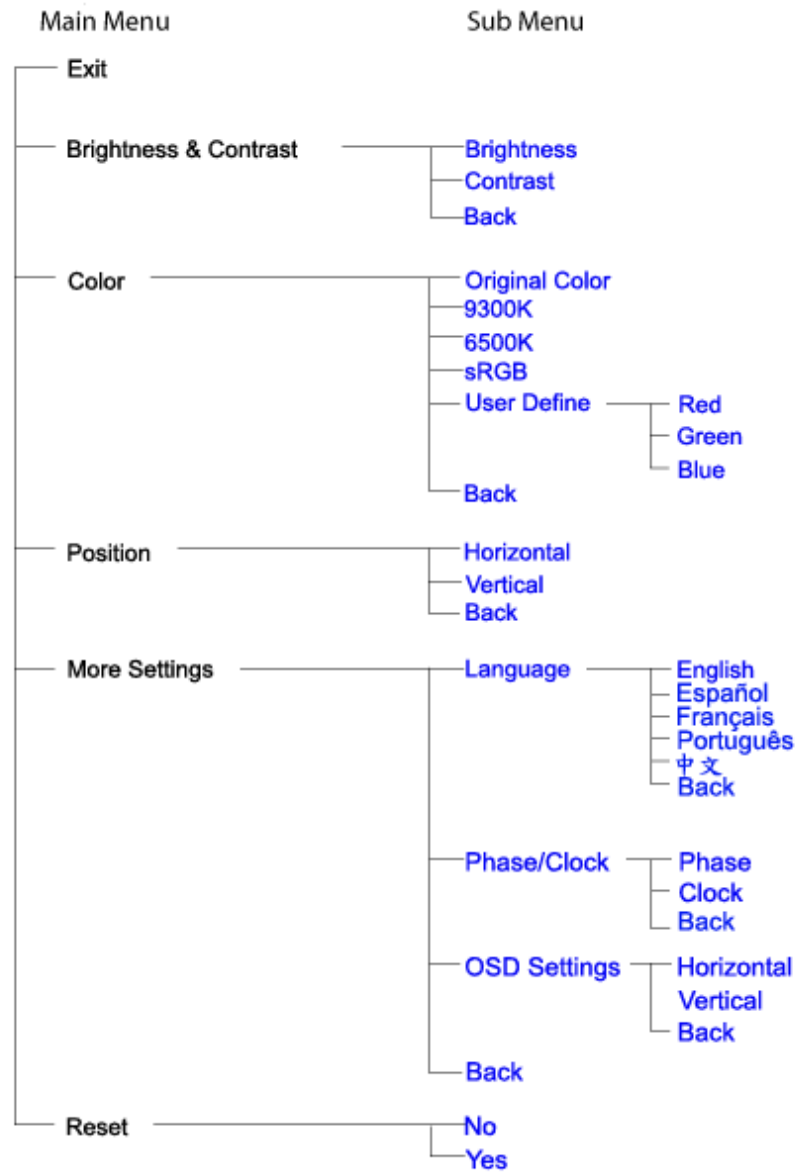 Main Menu Sub Menu
Exit
Brightness & Contrast Brightness
Contrast
Back
Color Original Color
9300K
6500K
sRGB
User Define Red
Green
Blue
Back
Position Horizontal
Vertical
Back
More Settings Language English
Español
Français
Português
中文
Back
Phase/Clock Phase
Clock
Back
OSD Settings Horizontal
Vertical
Back
Back
Reset No
Yes